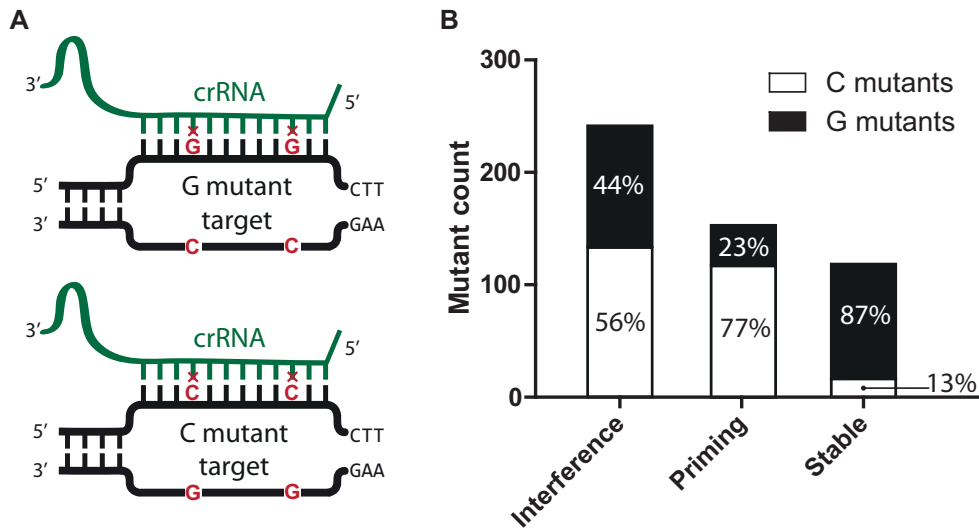 A
3′
crRNA
5′
G G
5′
G mutant
CTT
target
3′
GAA
C C
3′
crRNA
5′
C C
5′
C mutant
CTT
target
3′
GAA
G G
B
300
200
100
0
Mutant count
C mutants
G mutants
44%
56%
23%
77%
87%
13%
Interference
Priming
Stable